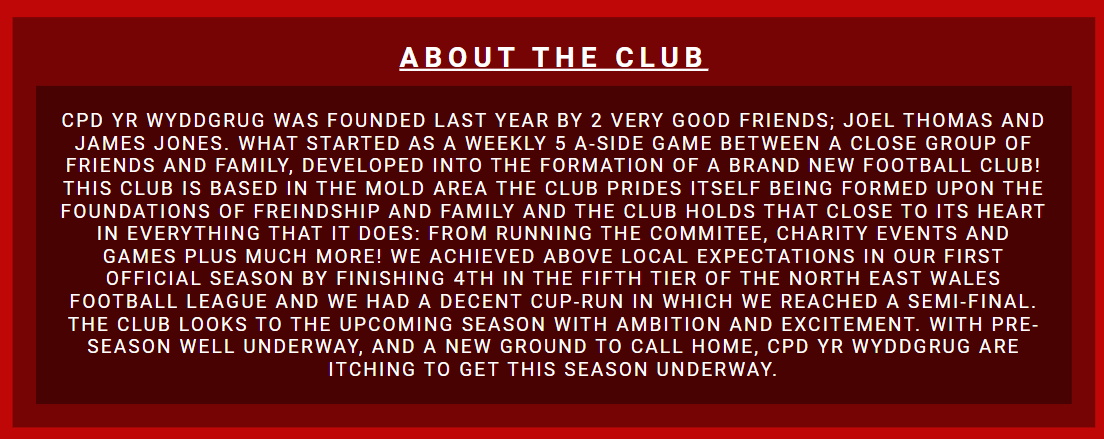 ABOUT THE CLUB
CPD YR WYDDGRUG WAS FOUNDED LAST YEAR BY 2 VERY GOOD FRIENDS; JOEL THOMAS AND
JAMES JONES. WHAT STARTED AS A WEEKLY 5 A-SIDE GAME BETWEEN A CLOSE GROUP OF
FRIENDS AND FAMILY, DEVELOPED INTO THE FORMATION OF A BRAND NEW FOOTBALL CLUB!
THIS CLUB IS BASED IN THE MOLD AREA THE CLUB PRIDES ITSELF BEING FORMED UPON THE
FOUNDATIONS OF FREINDSHIP AND FAMILY AND THE CLUB HOLDS THAT CLOSE TO ITS HEART
IN EVERYTHING THAT IT DOES: FROM RUNNING THE COMMITEE, CHARITY EVENTS AND
GAMES PLUS MUCH MORE! WE ACHIEVED ABOVE LOCAL EXPECTATIONS IN OUR FIRST
OFFICIAL SEASON BY FINISHING 4TH IN THE FIFTH TIER OF THE NORTH EAST WALES
FOOTBALL LEAGUE AND WE HAD A DECENT CUP-RUN IN WHICH WE REACHED A SEMI-FINAL.
THE CLUB LOOKS TO THE UPCOMING SEASON WITH AMBITION AND EXCITEMENT. WITH PRE-
SEASON WELL UNDERWAY, AND A NEW GROUND TO CALL HOME, CPD YR WYDDGRUG ARE
ITCHING TO GET THIS SEASON UNDERWAY.